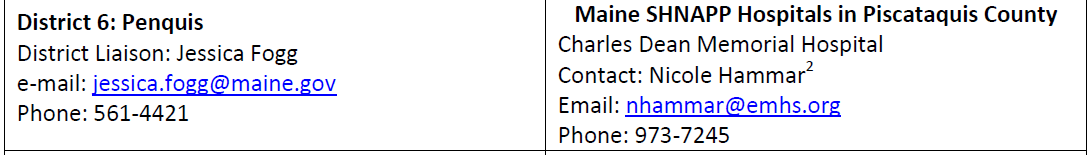 District 6: Penquis
District Liaison: Jessica Fogg
e-mail: jessica.fogg@maine.gov
Phone: 561-4421
Maine SHNAPP Hospitals in Piscataquis County
Charles Dean Memorial Hospital
Contact: Nicole Hammar²
Email: nhammar@emhs.org
Phone: 973-7245